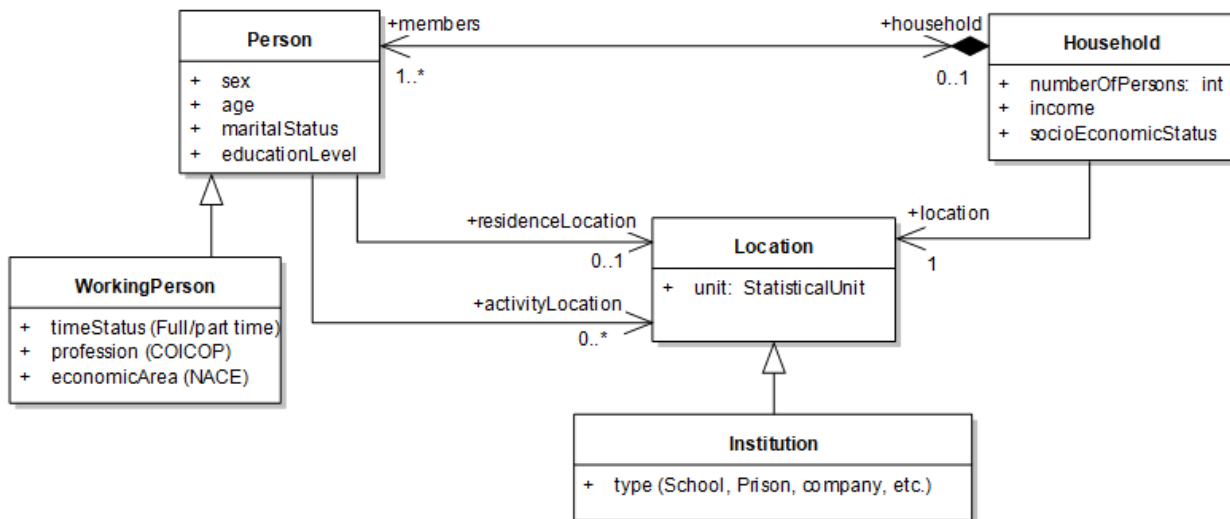 Person
+ sex
+ age
+ maritalStatus
+ educationLevel
+members
1..*
+household
0..1
Household
+ numberOfPersons: int
+ income
+ socioEconomicStatus
+residenceLocation
0..1
+activityLocation
0..*
+location
1
Location
+ unit: StatisticalUnit
WorkingPerson
+ timeStatus (Full/part time)
+ profession (COICOP)
+ economicArea (NACE)
Institution
+ type (School, Prison, company, etc.)